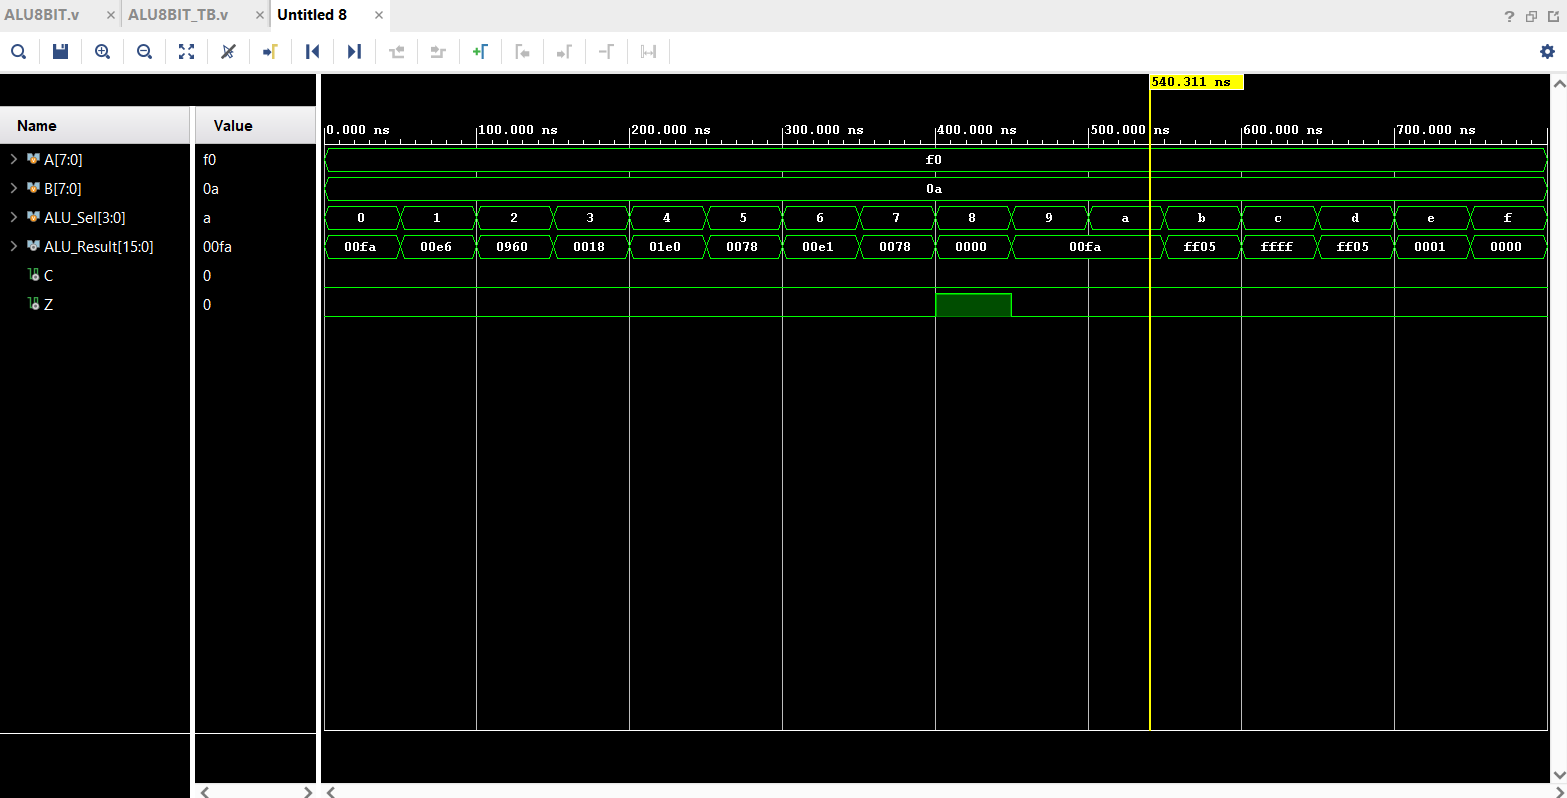 ALU8BIT.v × ALU8BIT_TB.v × Untitled 8 × ?
540.311 ns
Name Value
0.000 ns 100.000 ns 200.000 ns 300.000 ns 400.000 ns 500.000 ns 600.000 ns 700.000 ns
A[7:0] f0 f0
B[7:0] 0a 0a
ALU_Sel[3:0] a 0 1 2 3 4 5 6 7 8 9 a b c d e f
ALU_Result[15:0] 00fa 00fa 00e6 0960 0018 01e0 0078 00e1 0078 0000 00fa ff05 ffff ff05 0001 0000
C 0
Z 0